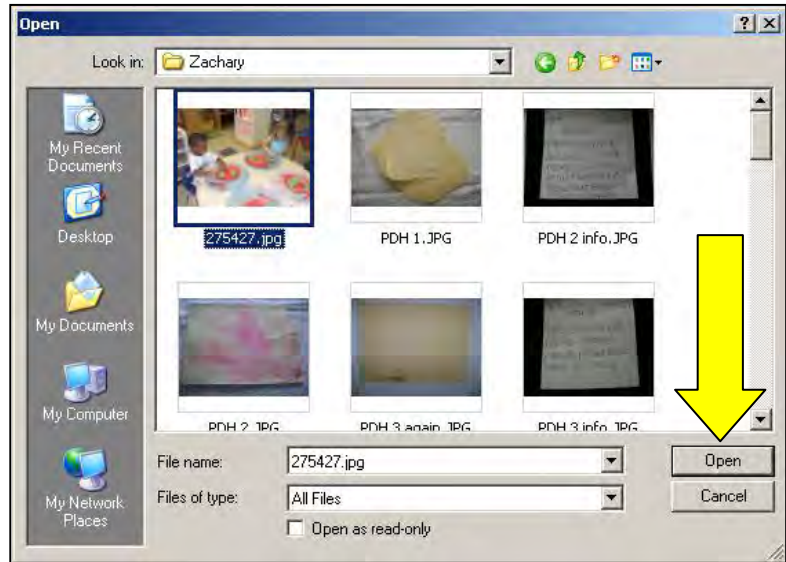 Open
Look in:
Zachary
My Recent
Documents
Desktop
My Documents
My Computer
My Network
Places
275427.jpg
PDH 1.JPG
PDH 2 info.JPG
PDH 2.JPG
PDH 3 again.JPG
PDH 3 info.JPG
File name:
275427.jpg
Open
Files of type:
All Files
Cancel
Open as read-only